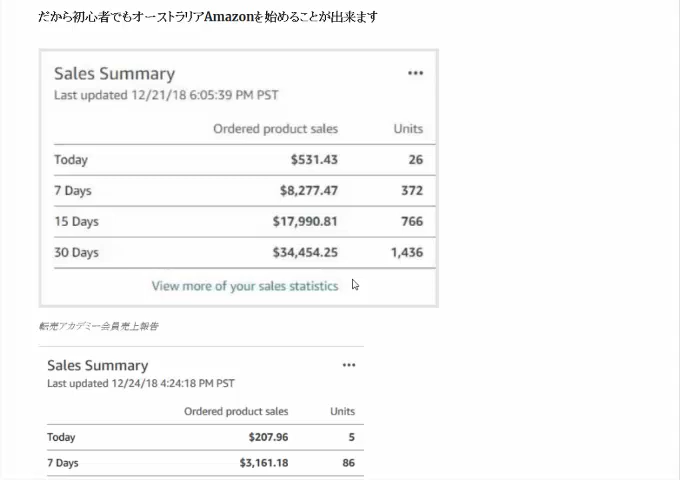 だから初心者でもオーストラリアAmazonを始めることが出来ます
Sales Summary
Last updated 12/21/18 6:05:39 PM PST
Ordered product sales Units
Today $531.43 26
7 Days $8,277.47 372
15 Days $17,990.81 766
30 Days $34,454.25 1,436
View more of your sales statistics
転売アカデミー会員売上報告
Sales Summary
Last updated 12/24/18 4:24:18 PM PST
Ordered product sales Units
Today $207.96 5
7 Days $3,161.18 86